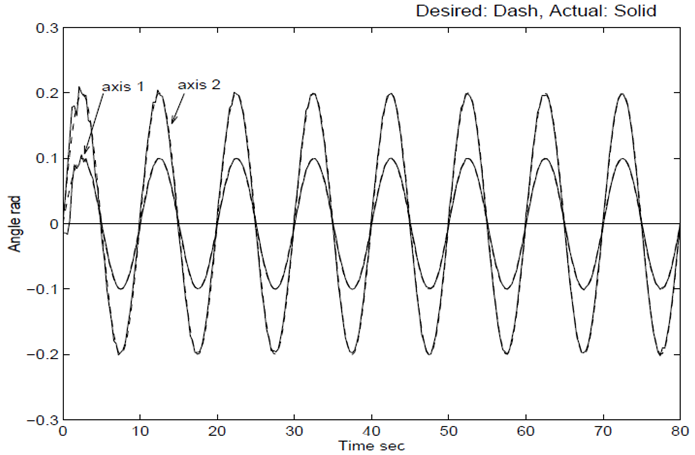 Desired: Dash, Actual: Solid
0.3
0.2
0.1
0
−0.1
−0.2
−0.3
Angle rad
axis 1
axis 2
0 10 20 30 40 50 60 70 80
Time sec